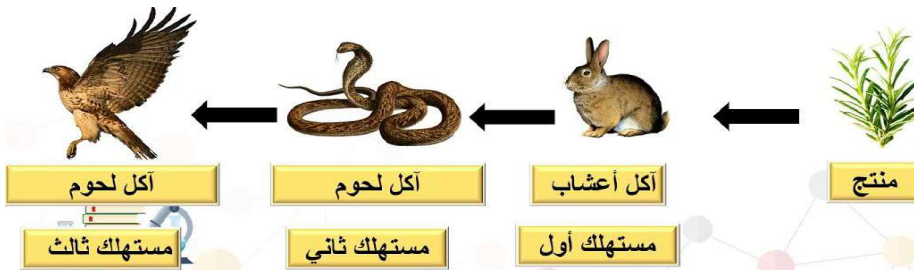 منتج
آكل أعشاب
آكل لحوم
آكل لحوم
مستهلك أول
مستهلك ثاني
مستهلك ثالث